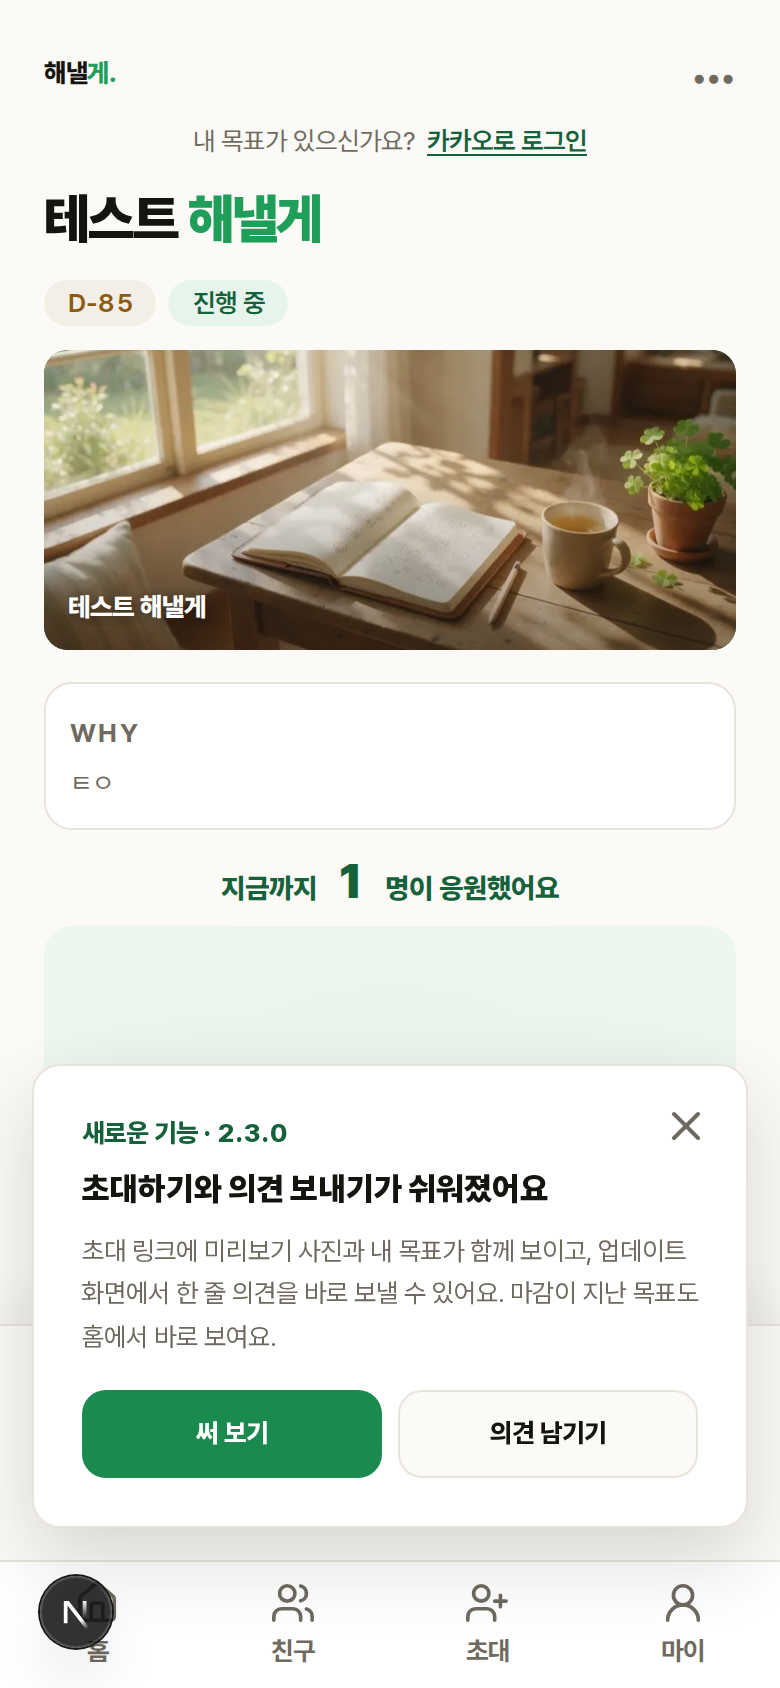 해낼게.
내 목표가 있으신가요? 카카오로 로그인
테스트 해낼게
D-85
진행 중
테스트 해낼게
WHY
ㅌㅇ
지금까지 1 명이 응원했어요
새로운 기능 · 2.3.0
초대하기와 의견 보내기가 쉬워졌어요
초대 링크에 미리보기 사진과 내 목표가 함께 보이고, 업데이트
화면에서 한 줄 의견을 바로 보낼 수 있어요. 마감이 지난 목표도
홈에서 바로 보여요.
써 보기
의견 남기기
N
홈
친구
초대
마이